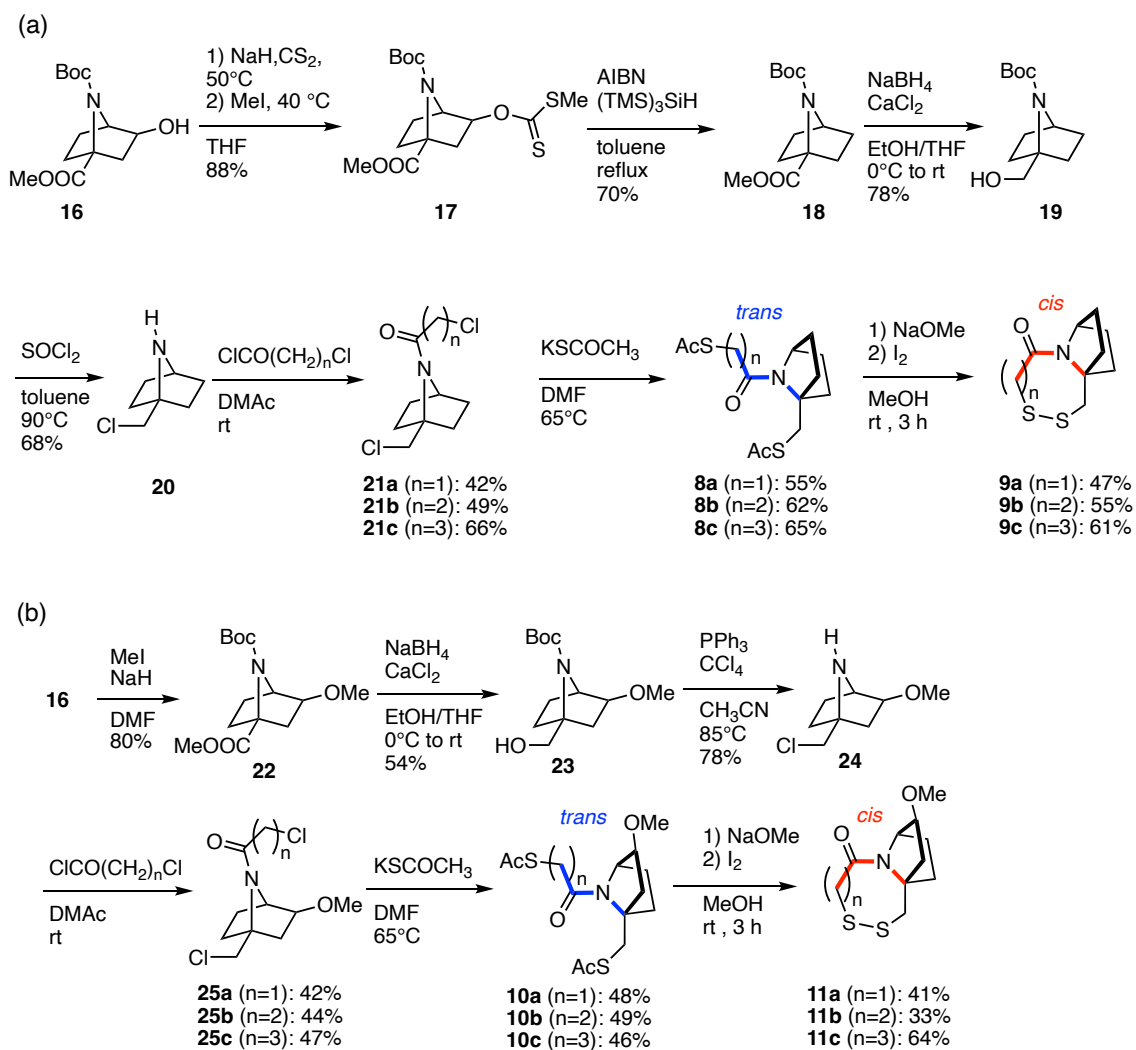 (a)
Boc
N
OH
MeOOC
16
1) NaH,CS2,
50°C
2) MeI, 40 °C
THF
88%
Boc
N
O
SMe
S
MeOOC
17
AIBN
(TMS)3SiH
toluene
reflux
70%
Boc
N
MeOOC
18
NaBH4
CaCl2
EtOH/THF
0°C to rt
78%
Boc
N
HO
19
SOCl2
toluene
90°C
68%
H
N
Cl
20
ClCO(CH2)nCl
DMAc
rt
O
( )n
Cl
N
Cl
21a (n=1): 42%
21b (n=2): 49%
21c (n=3): 66%
KSCOCH3
DMF
65°C
trans
AcS
( )n
N
O
AcS
8a (n=1): 55%
8b (n=2): 62%
8c (n=3): 65%
1) NaOMe
2) I2
MeOH
rt , 3 h
cis
O
N
( )n
S
S
9a (n=1): 47%
9b (n=2): 55%
9c (n=3): 61%
(b)
16
MeI
NaH
DMF
80%
Boc
N
OMe
MeOOC
22
NaBH4
CaCl2
EtOH/THF
0°C to rt
54%
Boc
N
OMe
HO
23
PPh3
CCl4
CH3CN
85°C
78%
H
N
OMe
Cl
24
ClCO(CH2)nCl
DMAc
rt
O
( )n
Cl
N
OMe
Cl
25a (n=1): 42%
25b (n=2): 44%
25c (n=3): 47%
KSCOCH3
DMF
65°C
trans
OMe
AcS
( )n
N
O
AcS
10a (n=1): 48%
10b (n=2): 49%
10c (n=3): 46%
1) NaOMe
2) I2
MeOH
rt , 3 h
cis
OMe
O
N
( )n
S
S
11a (n=1): 41%
11b (n=2): 33%
11c (n=3): 64%